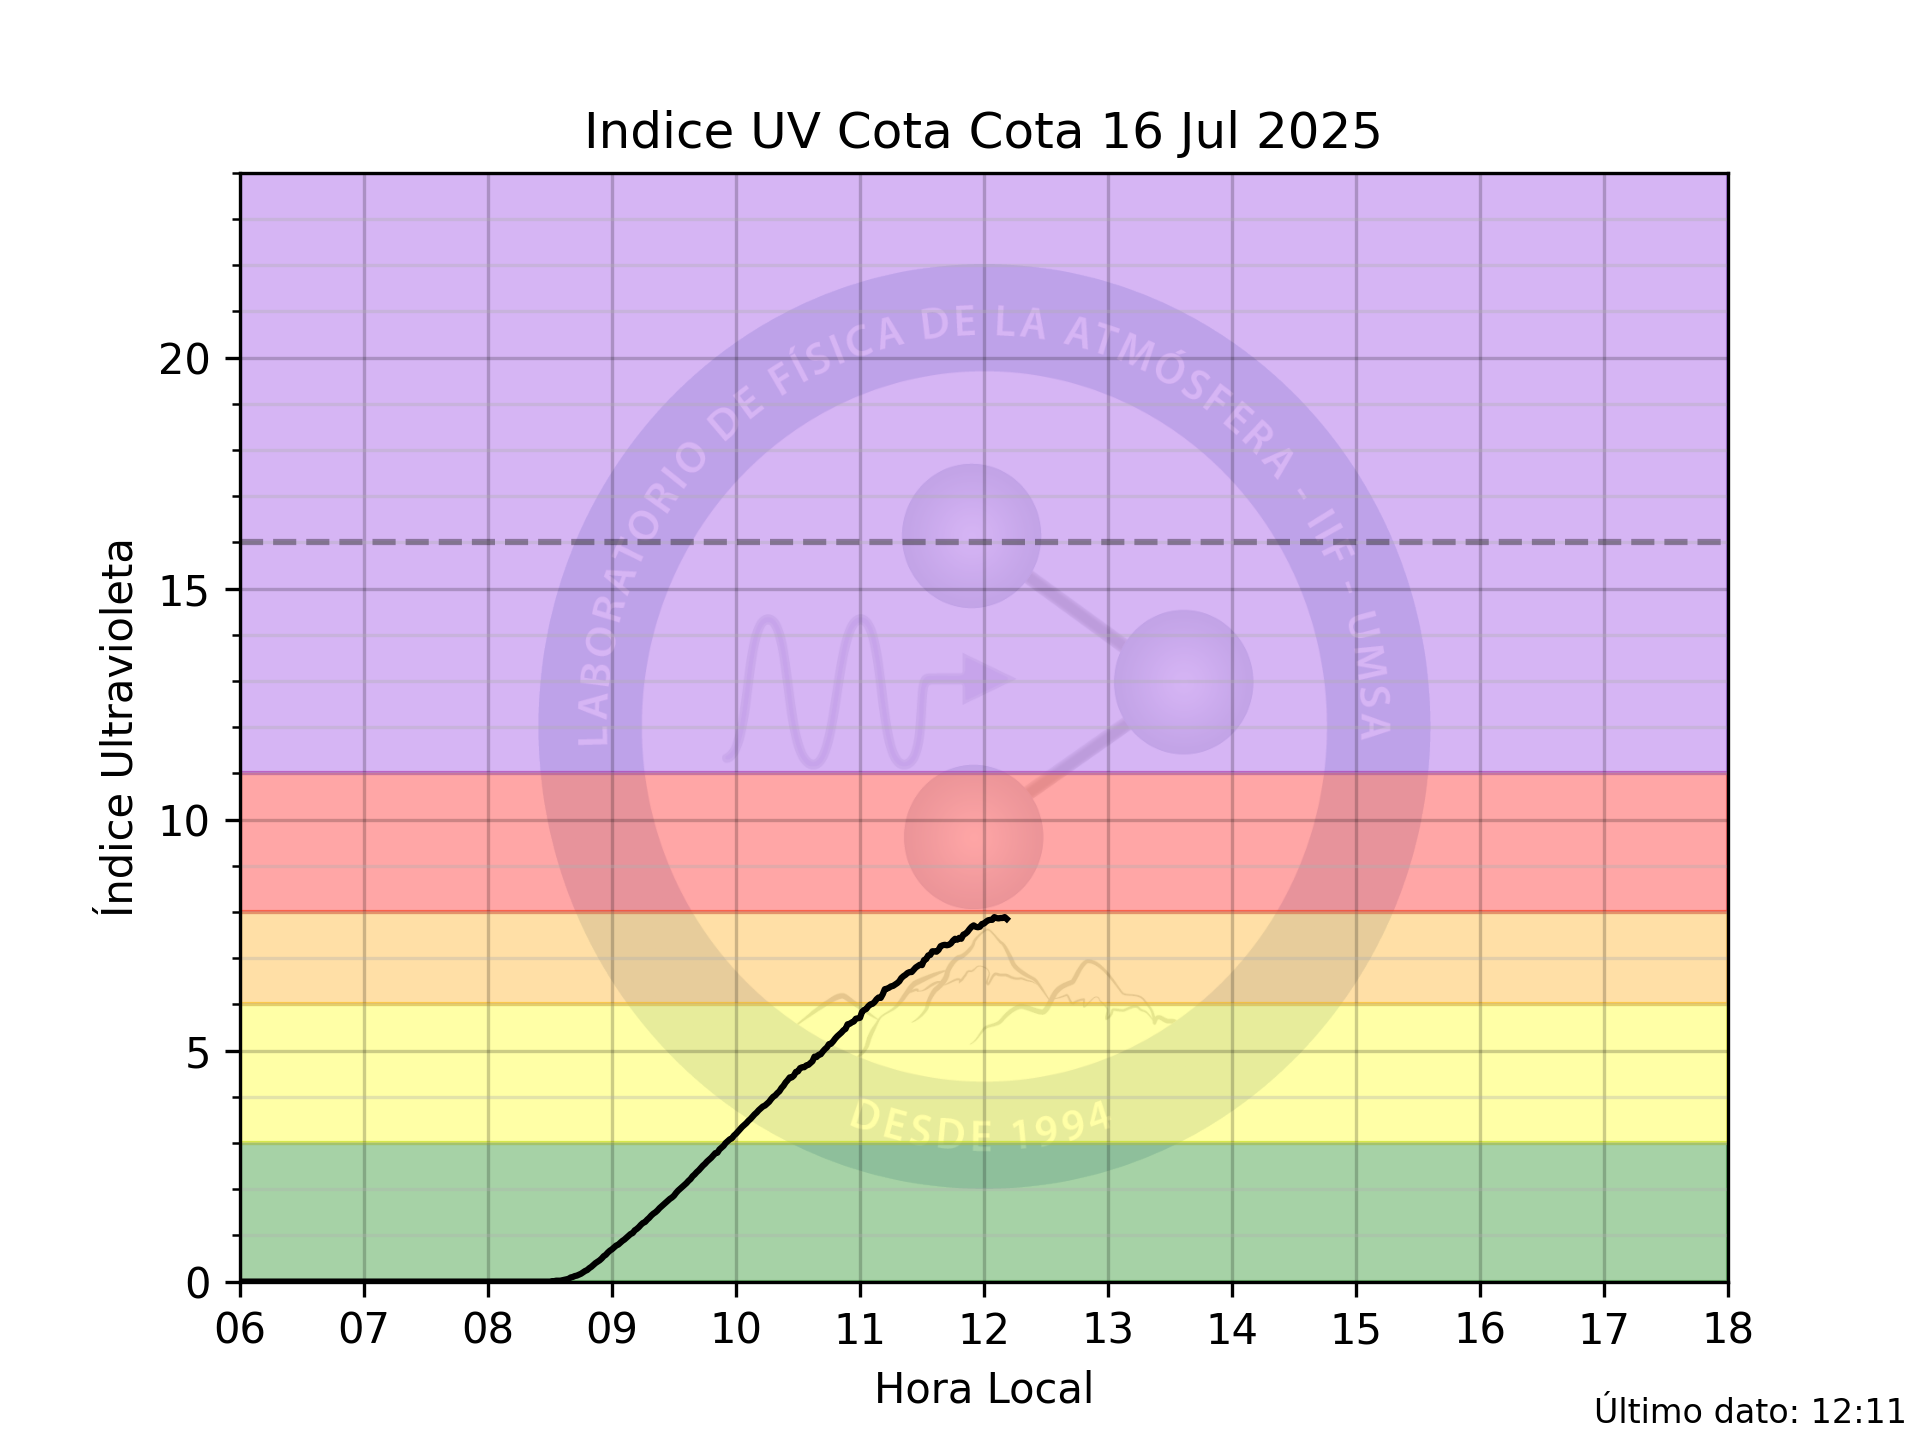 Indice UV Cota Cota 16 Jul 2025
LABORATORIO DE FÍSICA DE LA ATMÓSFERA - IIF - UMSA
20
15
10
5
0
Índice Ultravioleta
DESDE 1994
06 07 08 09 10 11 12 13 14 15 16 17 18
Hora Local
Último dato: 12:11